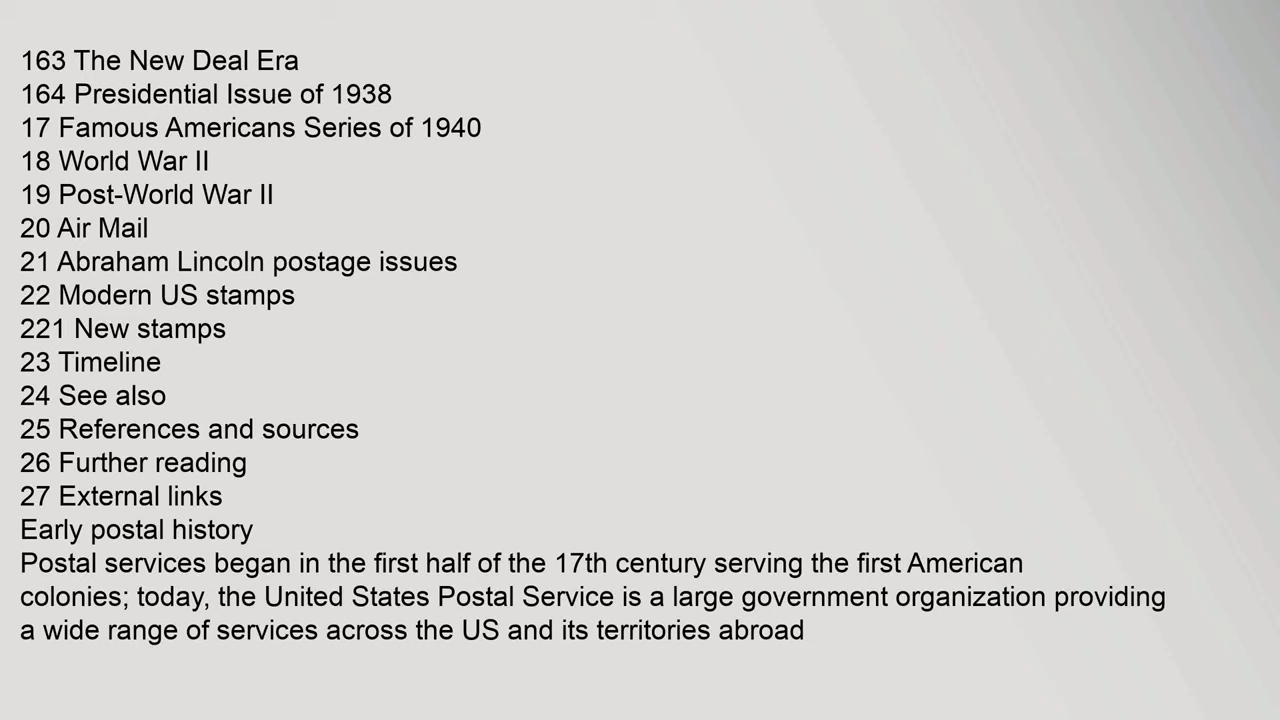 163 The New Deal Era
164 Presidential Issue of 1938
17 Famous Americans Series of 1940
18 World War II
19 Post-World War II
20 Air Mail
21 Abraham Lincoln postage issues
22 Modern US stamps
221 New stamps
23 Timeline
24 See also
25 References and sources
26 Further reading
27 External links
Early postal history
Postal services began in the first half of the 17th century serving the first American
colonies; today, the United States Postal Service is a large government organization providing
a wide range of services across the US and its territories abroad